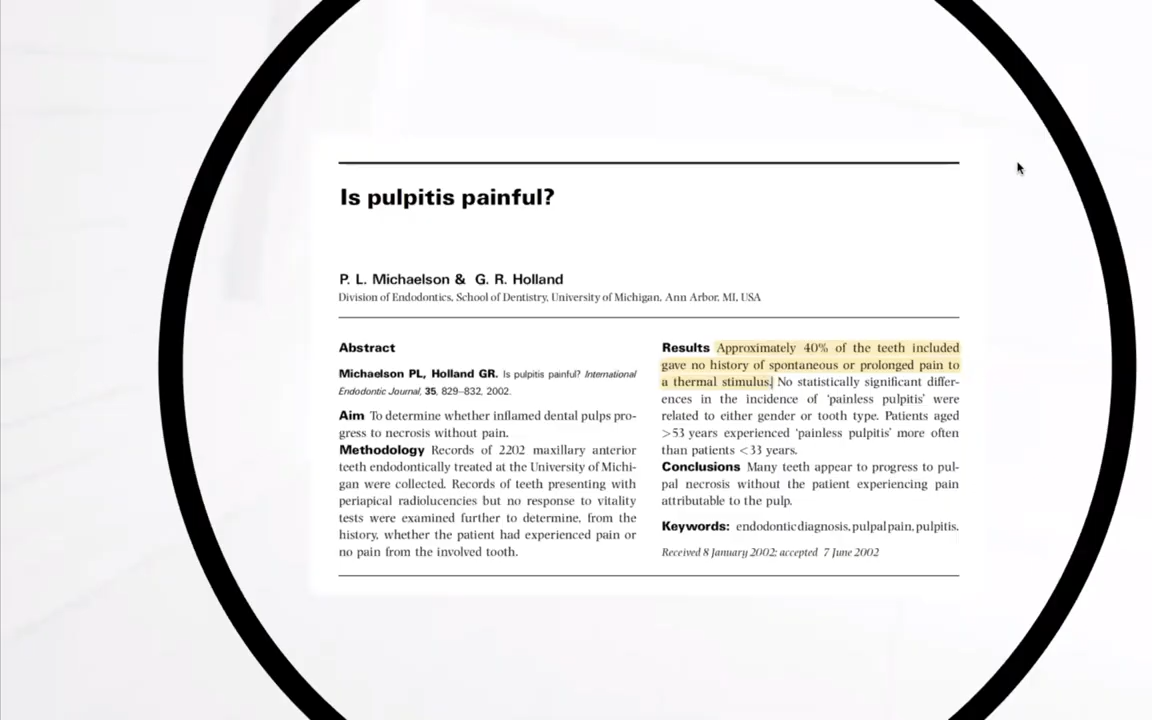 Is pulpitis painful?
P. L. Michaelson & G. R. Holland
Division of Endodontics, School of Dentistry, University of Michigan, Ann Arbor, MI, USA
Abstract
Michaelson PL, Holland GR. Is pulpitis painful? International
Endodontic Journal, 35, 829–832, 2002.
Aim To determine whether inflamed dental pulps pro-
gress to necrosis without pain.
Methodology Records of 2202 maxillary anterior
teeth endodontically treated at the University of Michi-
gan were collected. Records of teeth presenting with
periapical radiolucencies but no response to vitality
tests were examined further to determine, from the
history, whether the patient had experienced pain or
no pain from the involved tooth.
Results Approximately 40% of the teeth included
gave no history of spontaneous or prolonged pain to
a thermal stimulus. No statistically significant differ-
ences in the incidence of 'painless pulpitis' were
related to either gender or tooth type. Patients aged
>53 years experienced 'painless pulpitis' more often
than patients <33 years.
Conclusions Many teeth appear to progress to pul-
pal necrosis without the patient experiencing pain
attributable to the pulp.
Keywords: endodontic diagnosis, pulpal pain, pulpitis.
Received 8 January 2002; accepted 7 June 2002